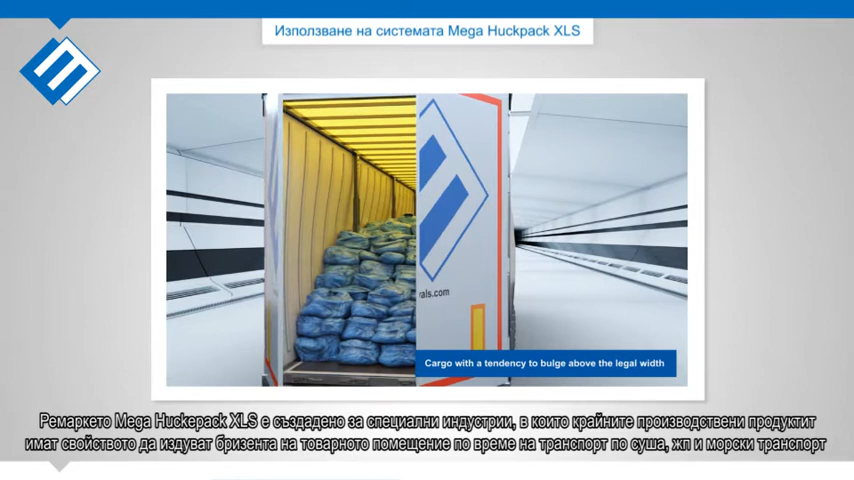 Използване на системата Mega Huckpack XLS
vals.com
Cargo with a tendency to bulge above the legal width
Ремаркето Mega Huckepack XLS е създадено за специални индустрии, в които крайните производствени продуктит
имат свойството да издуват бризента на товарното помещение по време на транспорт по суша, жп и морски транспорт